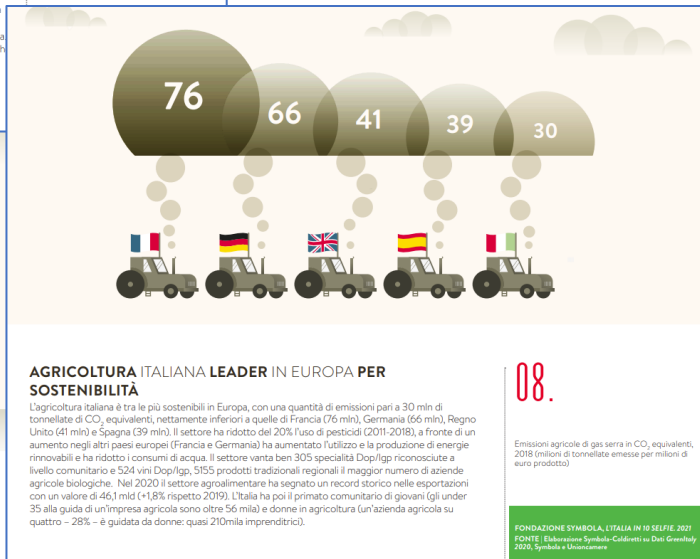 76
66
41
39
30
AGRICOLTURA ITALIANA LEADER IN EUROPA PER
SOSTENIBILITÀ
L'agricoltura italiana è tra le più sostenibili in Europa, con una quantità di emissioni pari a 30 mln di
tonnellate di CO₂ equivalenti, nettamente inferiori a quelle di Francia (76 mln), Germania (66 mln), Regno
Unito (41 mln) e Spagna (39 mln). Il settore ha ridotto del 20% l'uso di pesticidi (2011-2018), a fronte di un
aumento negli altri paesi europei (Francia e Germania) ha aumentato l'utilizzo e la produzione di energie
rinnovabili e ha ridotto i consumi di acqua. Il settore vanta ben 305 specialità Dop/Igp riconosciute a
livello comunitario e 524 vini Dop/Igp, 5155 prodotti tradizionali regionali il maggior numero di aziende
agricole biologiche. Nel 2020 il settore agroalimentare ha segnato un record storico nelle esportazioni
con un valore di 46,1 mld (+1,8% rispetto 2019). L'Italia ha poi il primato comunitario di giovani (gli under
35 alla guida di un'impresa agricola sono oltre 56 mila) e donne in agricoltura (un'azienda agricola su
quattro – 28% – è guidata da donne: quasi 210mila imprenditrici).
08.
Emissioni agricole di gas serra in CO₂ equivalenti,
2018 (milioni di tonnellate emesse per milioni di
euro prodotto)
FONDAZIONE SYMBOLA, L'ITALIA IN 10 SELFIE. 2021
FONTE | Elaborazione Symbola-Coldiretti su Dati GreenItaly
2020, Symbola e Unioncamere